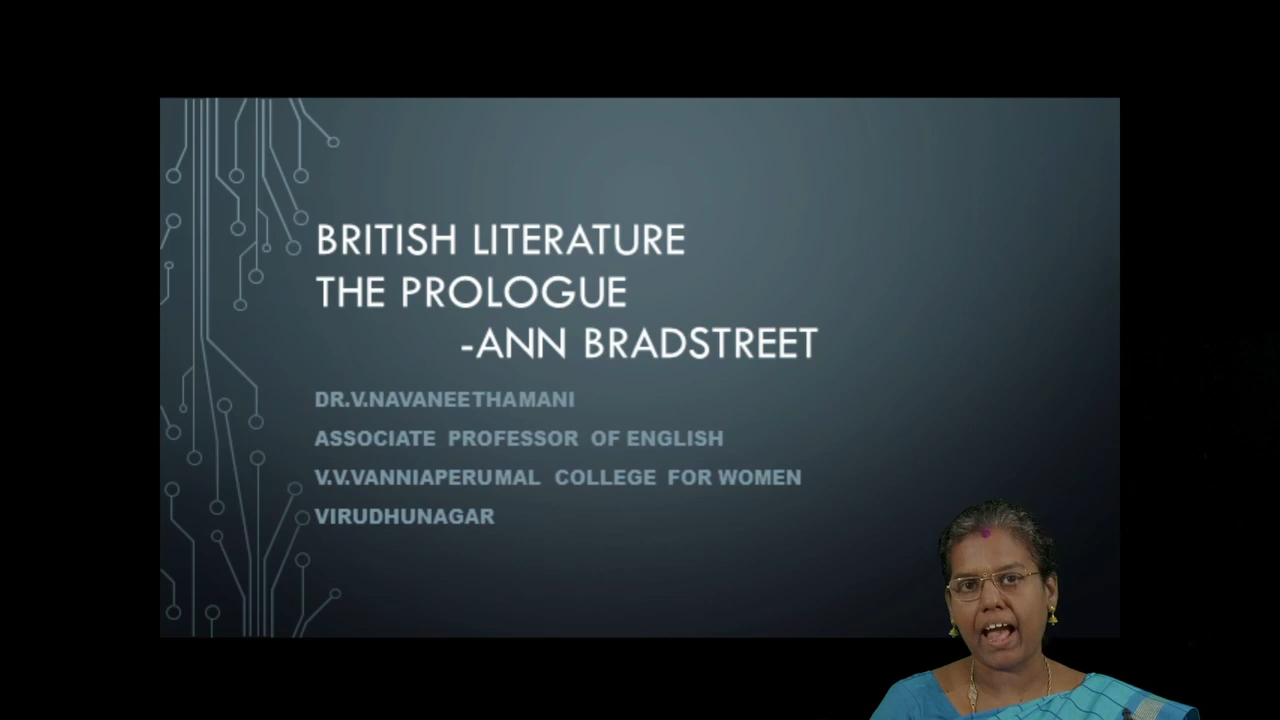 BRITISH LITERATURE
THE PROLOGUE
-ANN BRADSTREET
DR.V.NAVANEETHAMANI
ASSOCIATE PROFESSOR OF ENGLISH
V.V.VANNIAPERUMAL COLLEGE FOR WOMEN
VIRUDHUNAGAR